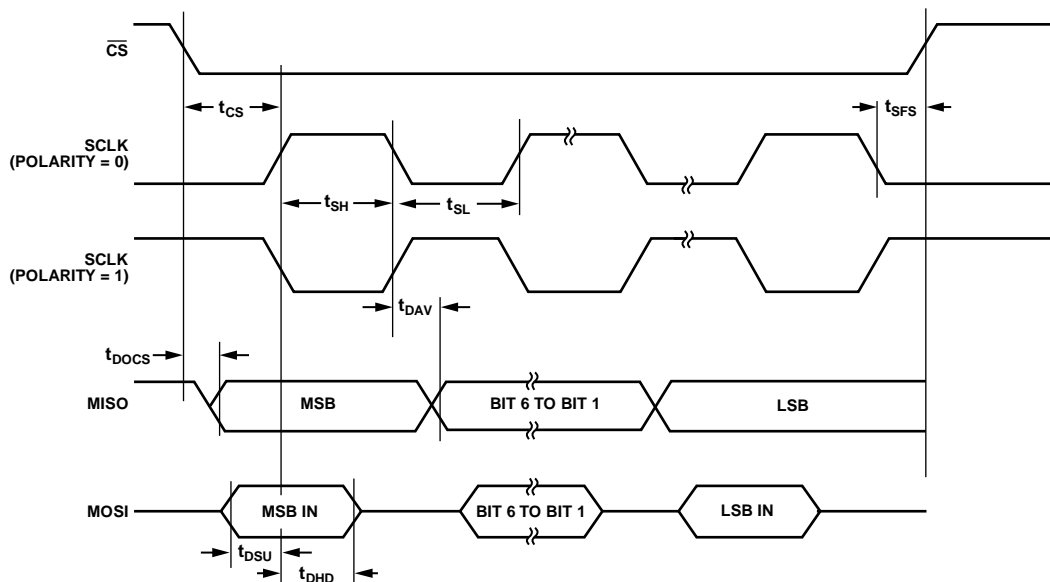 CS
tCS
tSFS
SCLK
(POLARITY = 0)
tSH
tSL
SCLK
(POLARITY = 1)
tDAV
tDOCS
MISO
MSB
BIT 6 TO BIT 1
LSB
MOSI
MSB IN
BIT 6 TO BIT 1
LSB IN
tDSU
tDHD